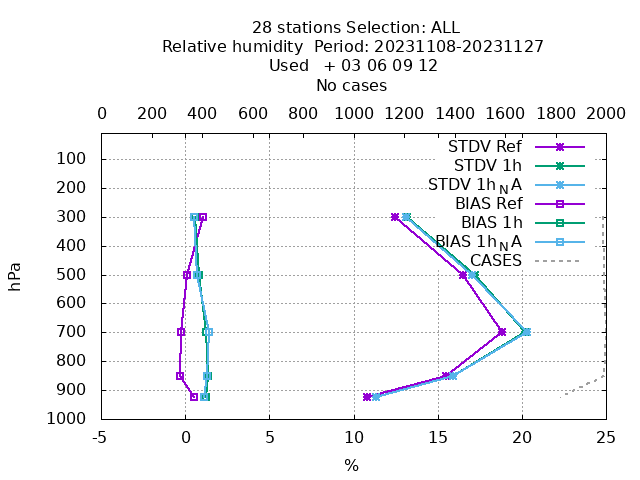 28 stations Selection: ALL
Relative humidity  Period: 20231108-20231127
Used   + 03 06 09 12
No cases
0 200 400 600 800 1000 1200 1400 1600 1800 2000
STDV Ref
STDV 1h
STDV 1h_NA
BIAS Ref
BIAS 1h
BIAS 1h_NA
CASES
100
200
300
400
500
600
700
800
900
1000
hPa
-5 0 5 10 15 20 25
%